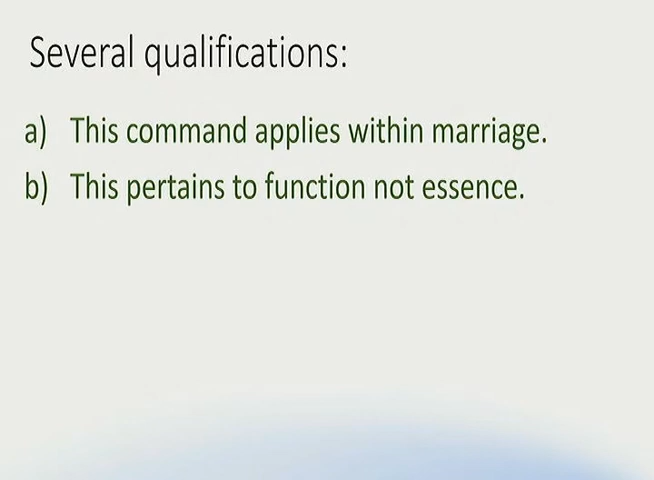 Several qualifications:
a) This command applies within marriage.
b) This pertains to function not essence.